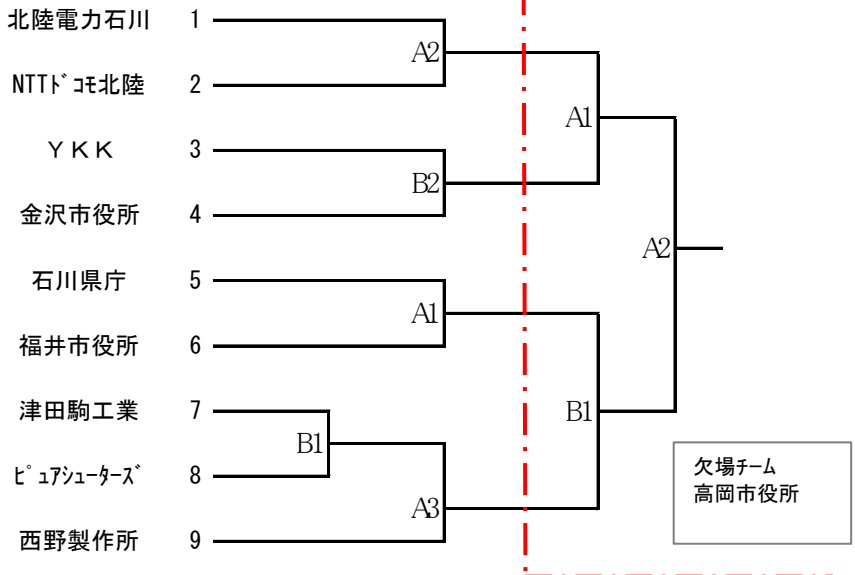 北陸電力石川 1
A2
NTTﾄﾞｺﾓ北陸 2
A1
ＹＫＫ 3
B2
金沢市役所 4
A2
石川県庁 5
A1
福井市役所 6
津田駒工業 7
B1
B1
ﾋﾟｭｱｼｭｰﾀｰｽﾞ 8
A3
西野製作所 9
欠場チーム
高岡市役所